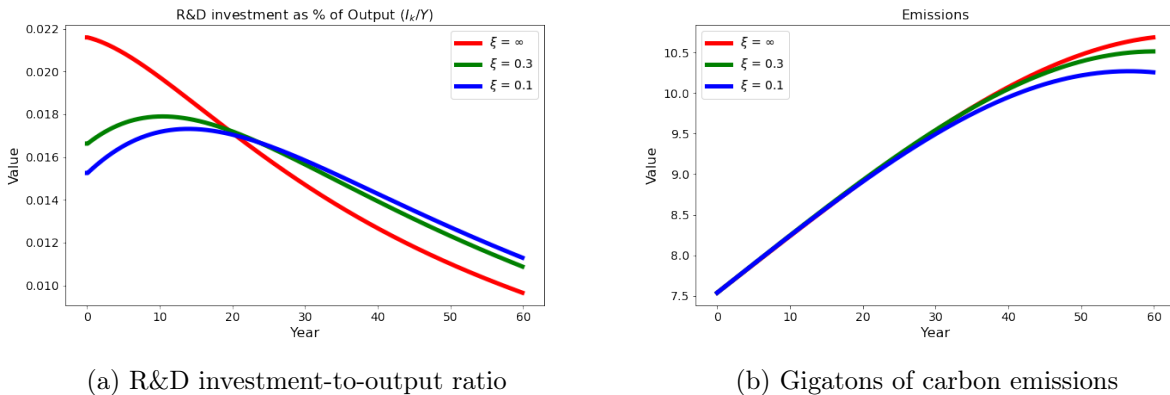 R&D investment as % of Output (I_k/Y)
0.022
0.020
0.018
0.016
0.014
0.012
0.010
Value
0 10 20 30 40 50 60
Year
ξ = ∞
ξ = 0.3
ξ = 0.1
(a) R&D investment-to-output ratio
Emissions
10.5
10.0
9.5
9.0
8.5
8.0
7.5
Value
0 10 20 30 40 50 60
Year
ξ = ∞
ξ = 0.3
ξ = 0.1
(b) Gigatons of carbon emissions